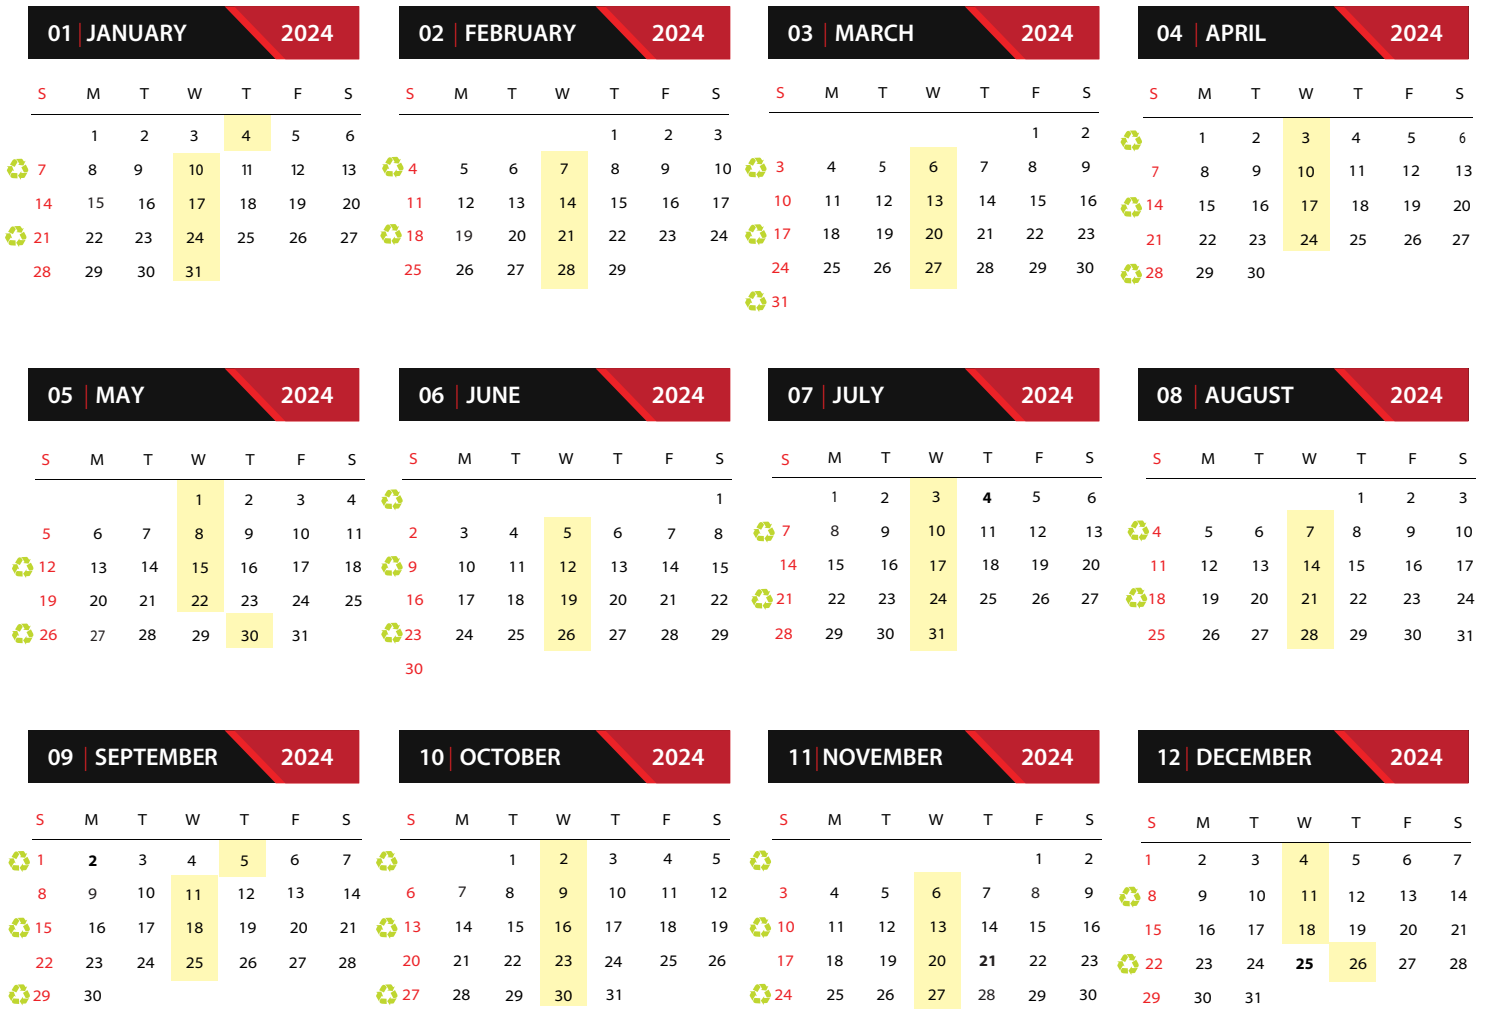 01 | JANUARY 2024
S M T W T F S
1 2 3 4 5 6
7 8 9 10 11 12 13
14 15 16 17 18 19 20
21 22 23 24 25 26 27
28 29 30 31
02 | FEBRUARY 2024
S M T W T F S
1 2 3
4 5 6 7 8 9 10
11 12 13 14 15 16 17
18 19 20 21 22 23 24
25 26 27 28 29
03 | MARCH 2024
S M T W T F S
1 2
3 4 5 6 7 8 9
10 11 12 13 14 15 16
17 18 19 20 21 22 23
24 25 26 27 28 29 30
31
04 | APRIL 2024
S M T W T F S
1 2 3 4 5 6
7 8 9 10 11 12 13
14 15 16 17 18 19 20
21 22 23 24 25 26 27
28 29 30
05 | MAY 2024
S M T W T F S
1 2 3 4
5 6 7 8 9 10 11
12 13 14 15 16 17 18
19 20 21 22 23 24 25
26 27 28 29 30 31
06 | JUNE 2024
S M T W T F S
1
2 3 4 5 6 7 8
9 10 11 12 13 14 15
16 17 18 19 20 21 22
23 24 25 26 27 28 29
30
07 | JULY 2024
S M T W T F S
1 2 3 4 5 6
7 8 9 10 11 12 13
14 15 16 17 18 19 20
21 22 23 24 25 26 27
28 29 30 31
08 | AUGUST 2024
S M T W T F S
1 2 3
4 5 6 7 8 9 10
11 12 13 14 15 16 17
18 19 20 21 22 23 24
25 26 27 28 29 30 31
09 | SEPTEMBER 2024
S M T W T F S
1 2 3 4 5 6 7
8 9 10 11 12 13 14
15 16 17 18 19 20 21
22 23 24 25 26 27 28
29 30
10 | OCTOBER 2024
S M T W T F S
1 2 3 4 5
6 7 8 9 10 11 12
13 14 15 16 17 18 19
20 21 22 23 24 25 26
27 28 29 30 31
11 | NOVEMBER 2024
S M T W T F S
1 2
3 4 5 6 7 8 9
10 11 12 13 14 15 16
17 18 19 20 21 22 23
24 25 26 27 28 29 30
12 | DECEMBER 2024
S M T W T F S
1 2 3 4 5 6 7
8 9 10 11 12 13 14
15 16 17 18 19 20 21
22 23 24 25 26 27 28
29 30 31